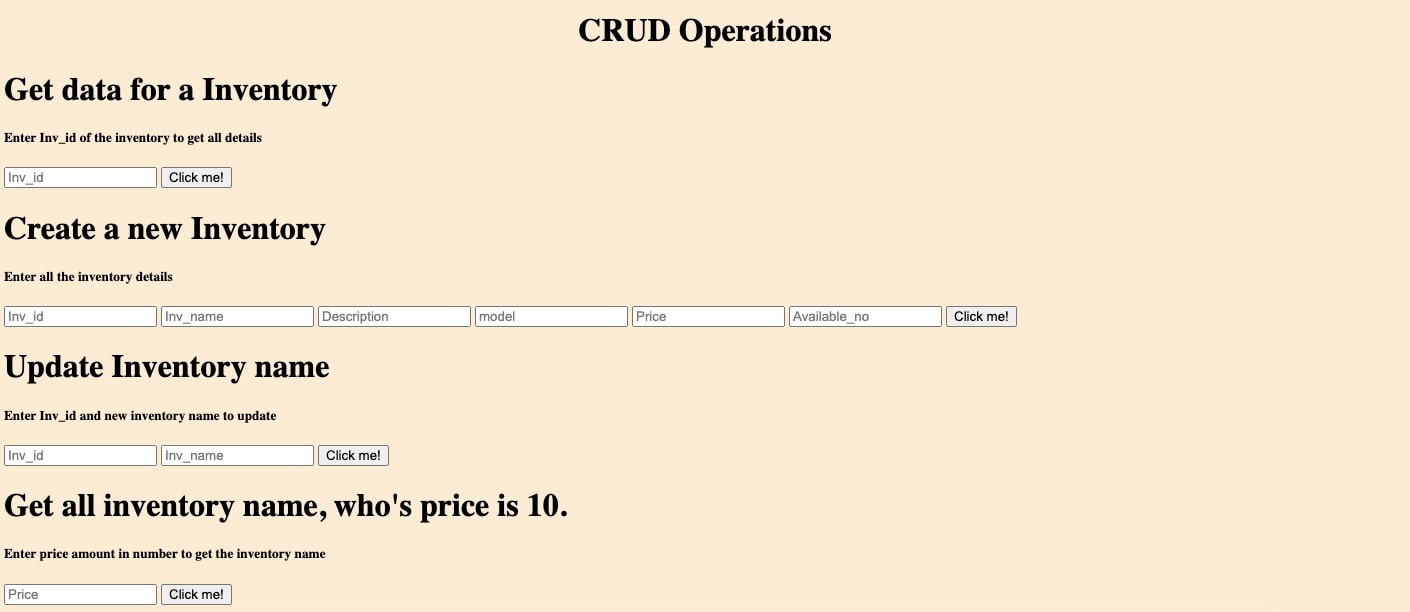 CRUD Operations
Get data for a Inventory
Enter Inv_id of the inventory to get all details
Inv_id Click me!
Create a new Inventory
Enter all the inventory details
Inv_id Inv_name Description model Price Available_no Click me!
Update Inventory name
Enter Inv_id and new inventory name to update
Inv_id Inv_name Click me!
Get all inventory name, who's price is 10.
Enter price amount in number to get the inventory name
Price Click me!